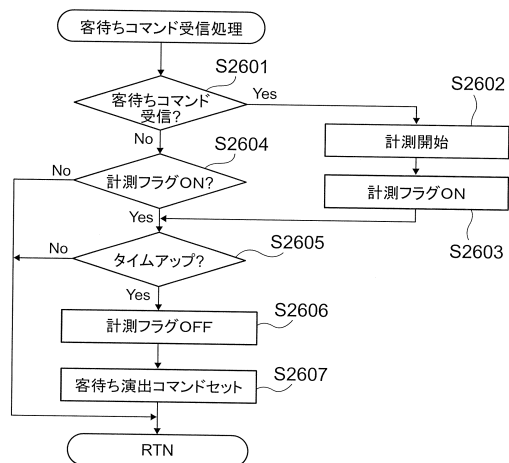 客待ちコマンド受信処理
S2601
客待ちコマンド
受信?
Yes
No
S2602
計測開始
計測フラグON
S2603
S2604
計測フラグON?
No
Yes
S2605
タイムアップ?
No
Yes
S2606
計測フラグOFF
S2607
客待ち演出コマンドセット
RTN